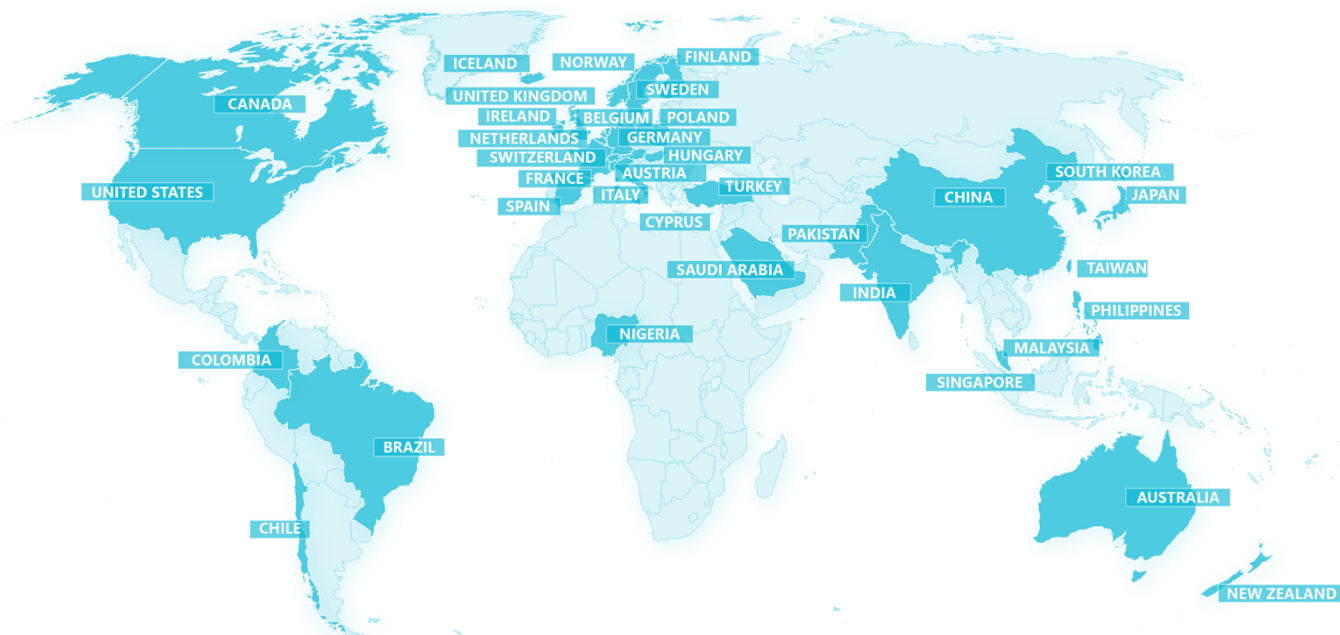 ICELAND
NORWAY
FINLAND
CANADA
UNITED KINGDOM
SWEDEN
IRELAND
BELGIUM
POLAND
NETHERLANDS
GERMANY
SWITZERLAND
HUNGARY
FRANCE
AUSTRIA
UNITED STATES
ITALY
TURKEY
SPAIN
CYPRUS
CHINA
SOUTH KOREA
JAPAN
PAKISTAN
SAUDI ARABIA
TAIWAN
INDIA
PHILIPPINES
NIGERIA
MALAYSIA
COLOMBIA
SINGAPORE
BRAZIL
AUSTRALIA
CHILE
NEW ZEALAND